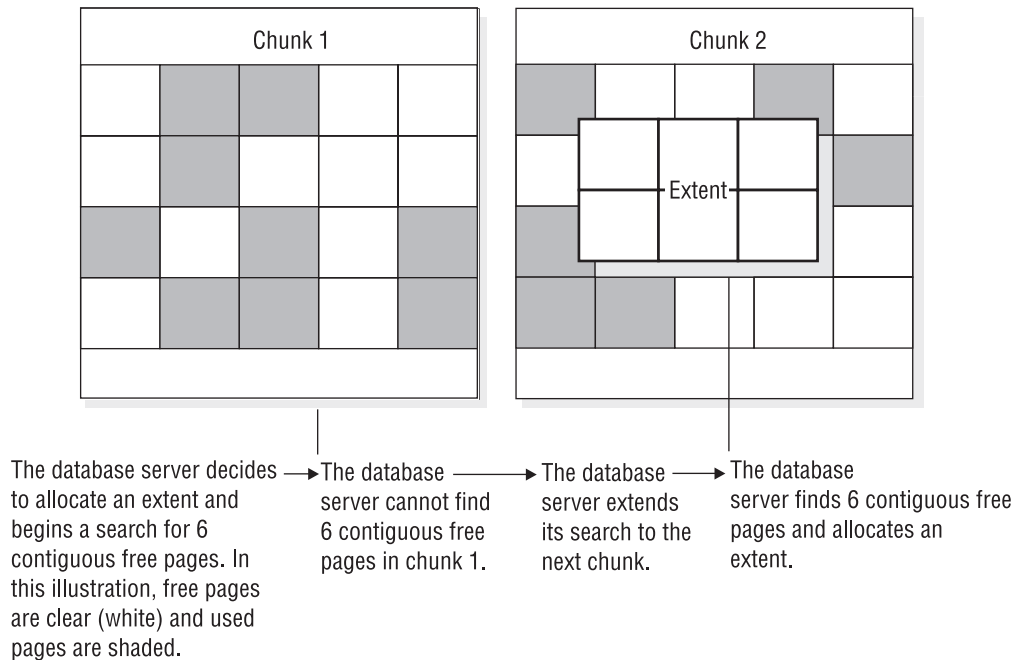 Chunk 1
Chunk 2
Extent
The database server decides
to allocate an extent and
begins a search for 6
contiguous free pages. In
this illustration, free pages
are clear (white) and used
pages are shaded.
The database
server cannot find
6 contiguous free
pages in chunk 1.
The database
server extends
its search to the
next chunk.
The database
server finds 6 contiguous free
pages and allocates an
extent.